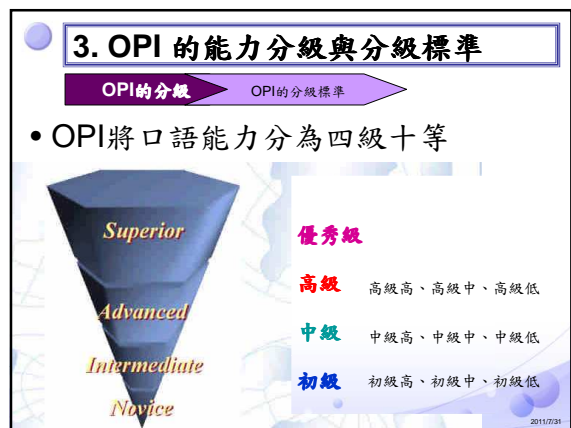 3. OPI 的能力分級與分級標準
OPI的分級
OPI的分級標準
• OPI將口語能力分為四級十等
Superior
優秀級
高級 高級高、高級中、高級低
Advanced
中級 中級高、中級中、中級低
Intermediate
初級 初級高、初級中、初級低
Novice
2011/7/31